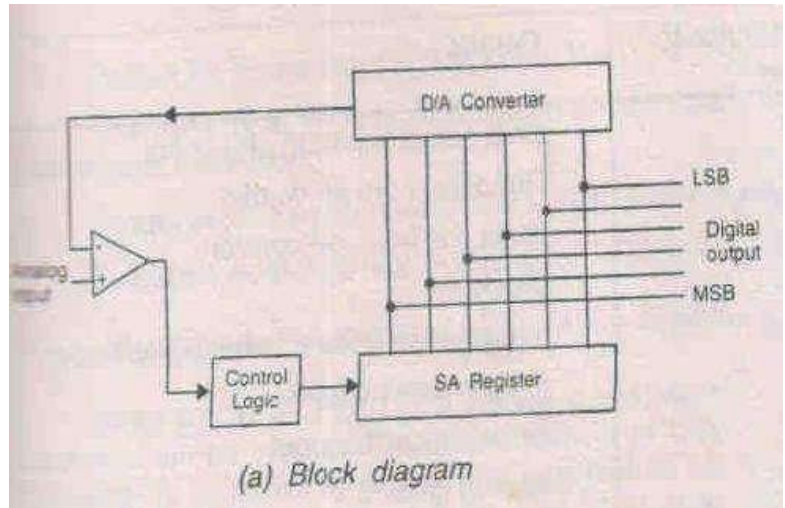 D/A Converter
LSB
Digital
output
MSB
-
+
Control
Logic
SA Register
(a) Block diagram